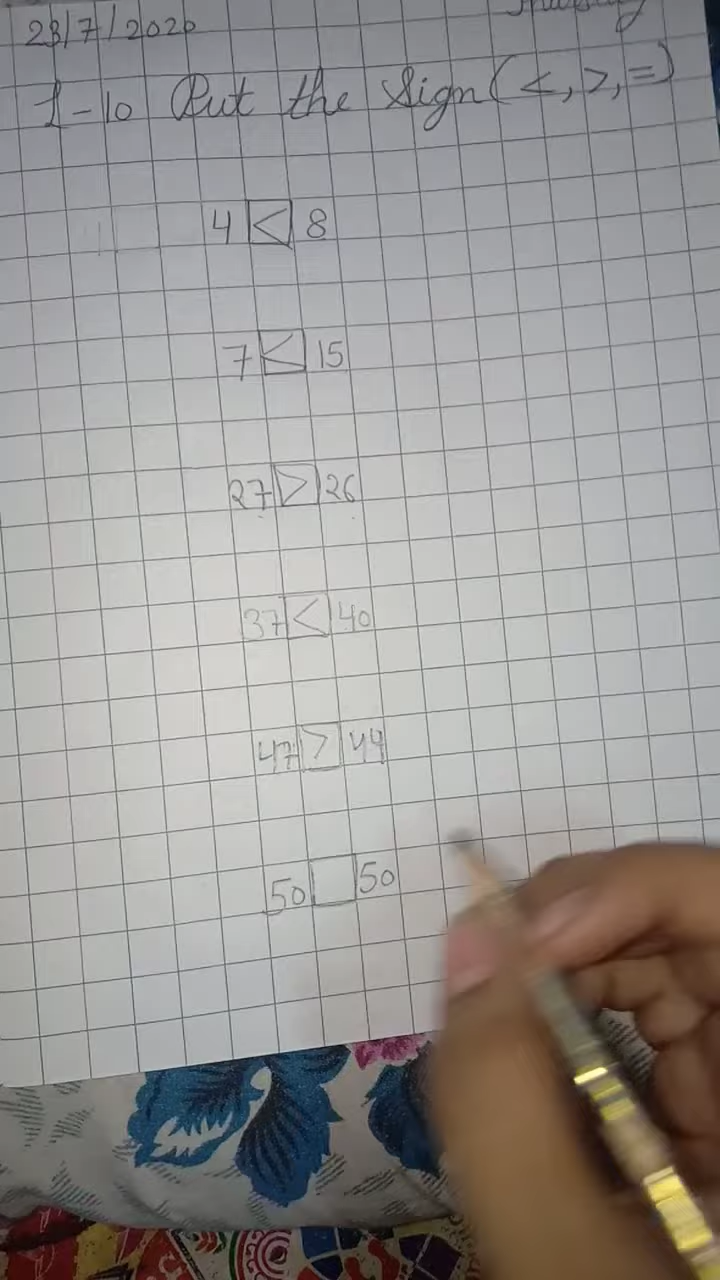 23/7/2020
1-10 Put the Sign (<, >, =)
4 < 8
7 < 15
27 > 26
37 < 40
47 > 44
50 50